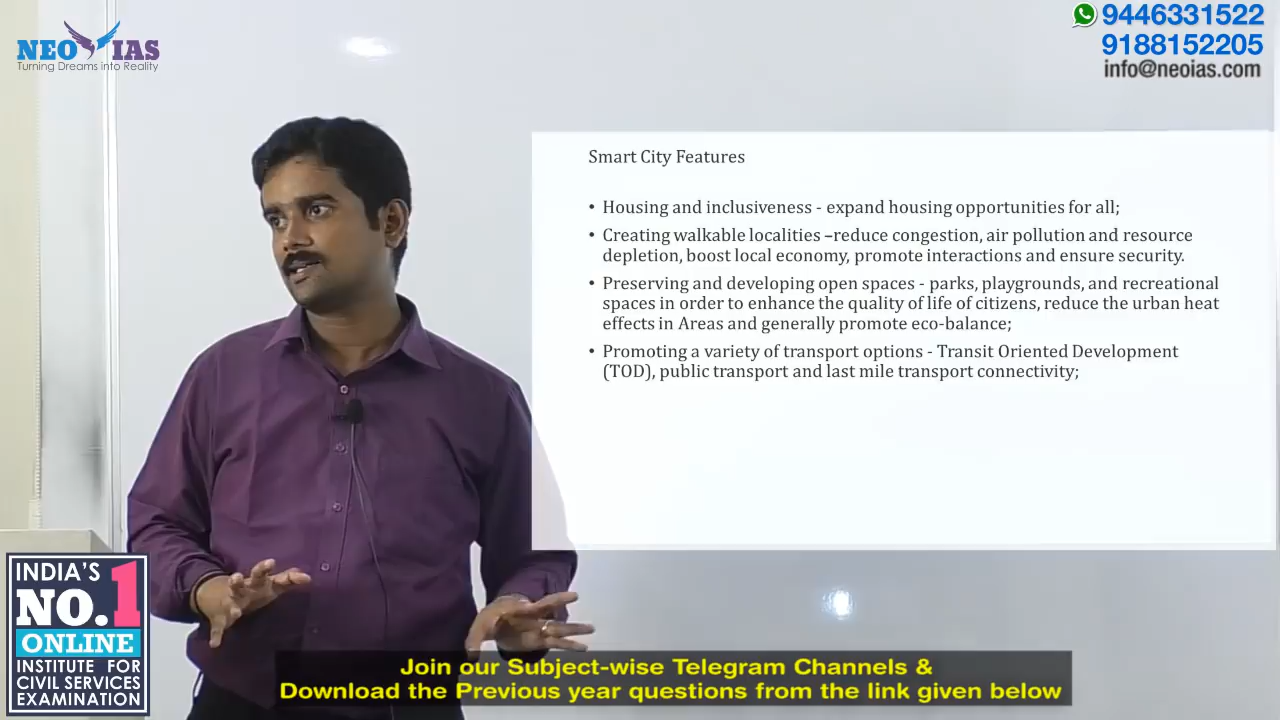 NEO IAS
Turning Dreams into Reality
9446331522
9188152205
info@neoias.com
Smart City Features
• Housing and inclusiveness - expand housing opportunities for all;
• Creating walkable localities –reduce congestion, air pollution and resource
depletion, boost local economy, promote interactions and ensure security.
• Preserving and developing open spaces - parks, playgrounds, and recreational
spaces in order to enhance the quality of life of citizens, reduce the urban heat
effects in Areas and generally promote eco-balance;
• Promoting a variety of transport options - Transit Oriented Development
(TOD), public transport and last mile transport connectivity;
INDIA'S
NO.1
ONLINE
INSTITUTE FOR
CIVIL SERVICES
EXAMINATION
Join our Subject-wise Telegram Channels &
Download the Previous year questions from the link given below